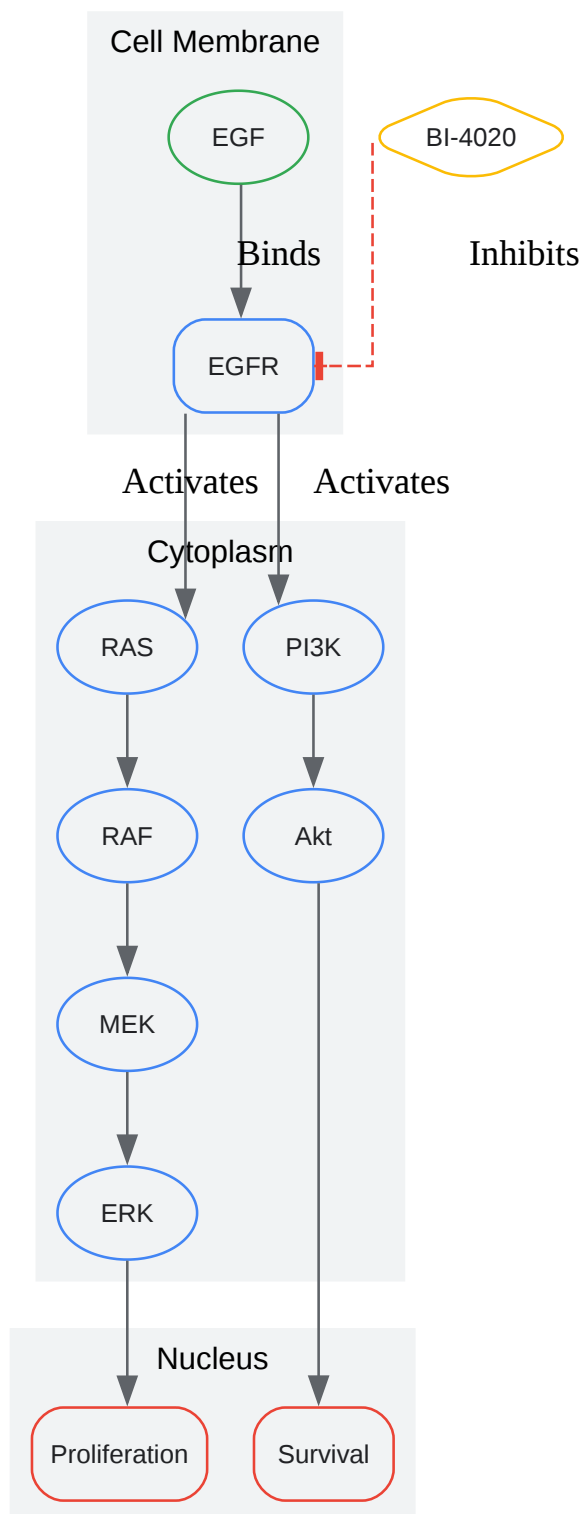 Cell Membrane
EGF
BI-4020
Binds
Inhibits
EGFR
Activates
Activates
Cytoplasm
RAS
PI3K
RAF
Akt
MEK
ERK
Nucleus
Proliferation
Survival